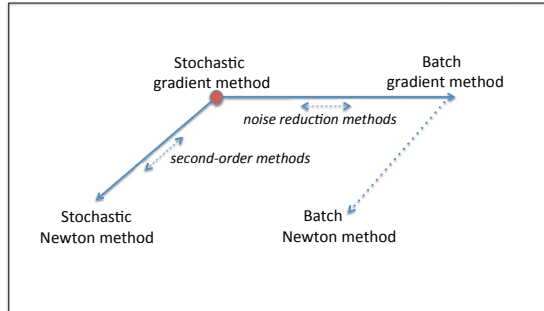 Stochastic
gradient method
Batch
gradient method
noise reduction methods
second-order methods
Stochastic
Newton method
Batch
Newton method